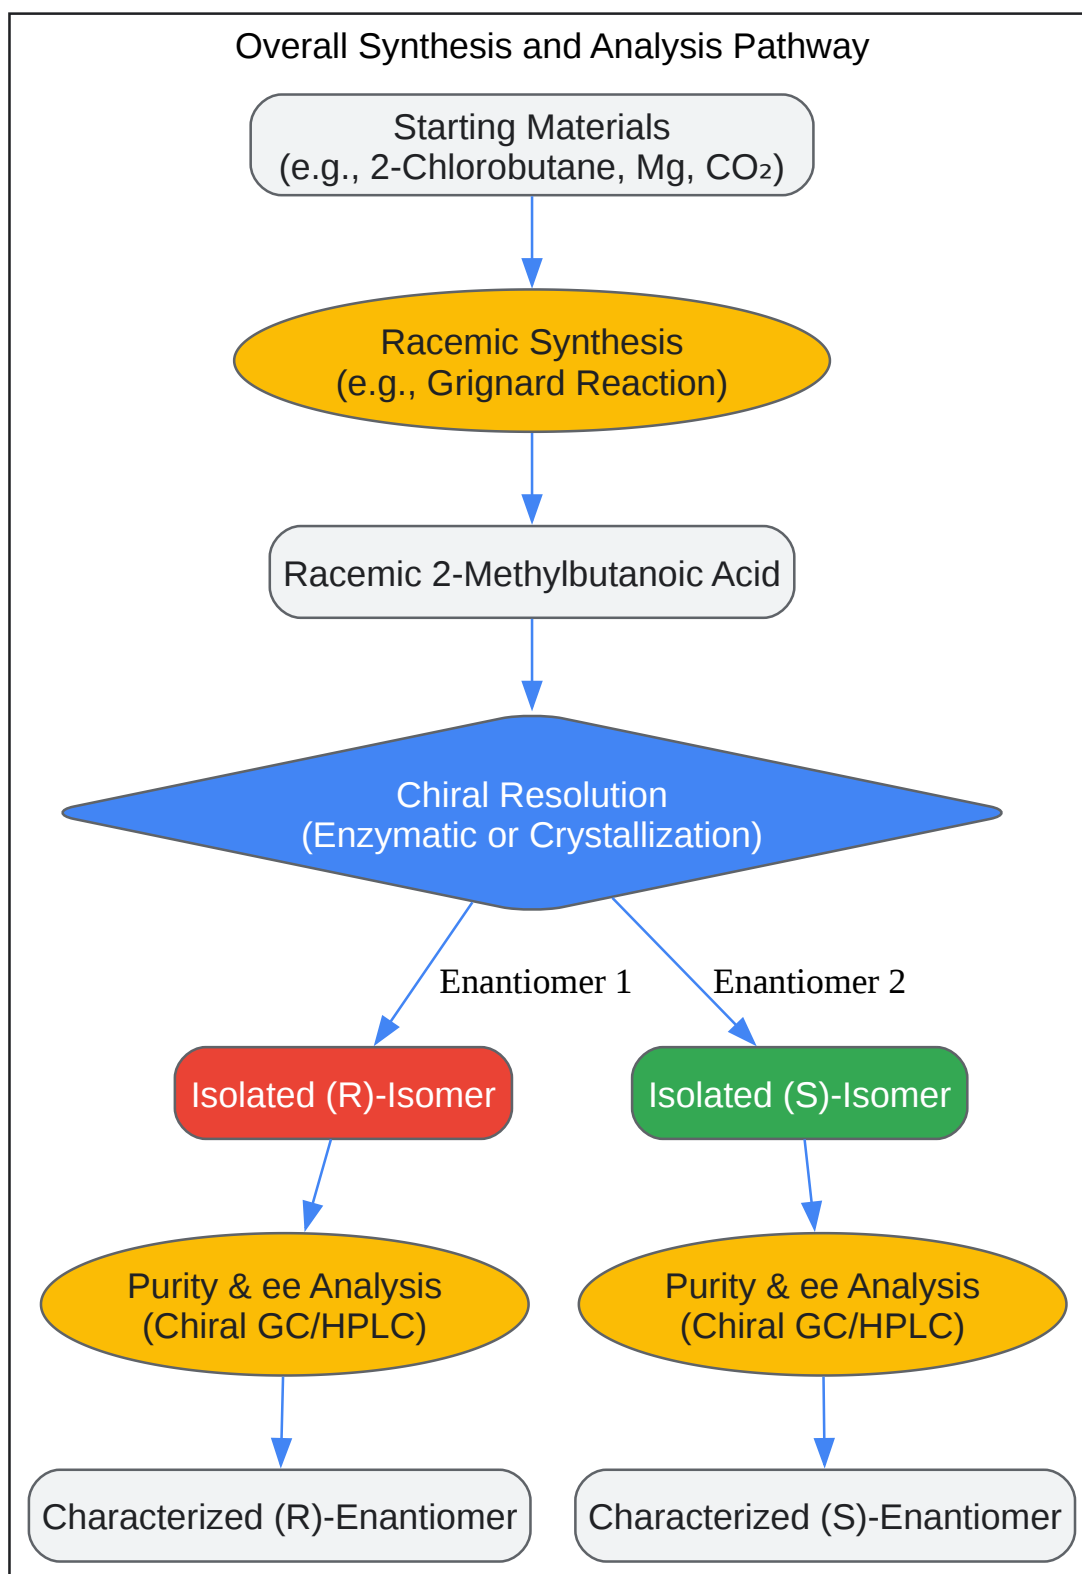 Overall Synthesis and Analysis Pathway
Starting Materials
(e.g., 2-Chlorobutane, Mg, CO₂)
Racemic Synthesis
(e.g., Grignard Reaction)
Racemic 2-Methylbutanoic Acid
Chiral Resolution
(Enzymatic or Crystallization)
Enantiomer 1
Enantiomer 2
Isolated (R)-Isomer
Isolated (S)-Isomer
Purity & ee Analysis
(Chiral GC/HPLC)
Purity & ee Analysis
(Chiral GC/HPLC)
Characterized (R)-Enantiomer
Characterized (S)-Enantiomer